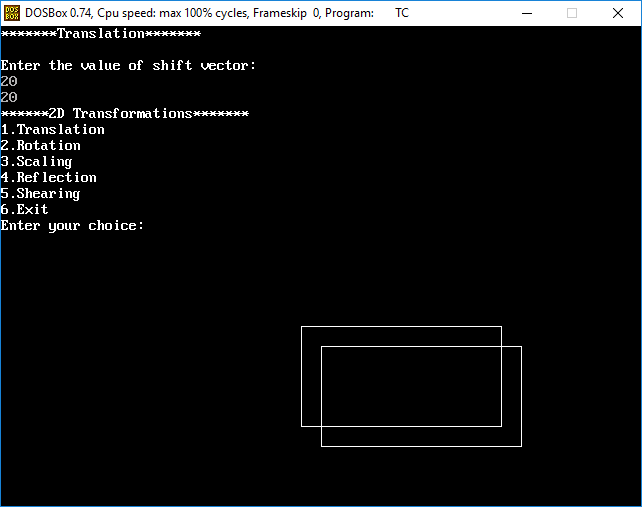 DOSBox 0.74, Cpu speed: max 100% cycles, Frameskip 0, Program: TC
*******Translation*******
Enter the value of shift vector:
20
20
******2D Transformations*******
1.Translation
2.Rotation
3.Scaling
4.Reflection
5.Shearing
6.Exit
Enter your choice: